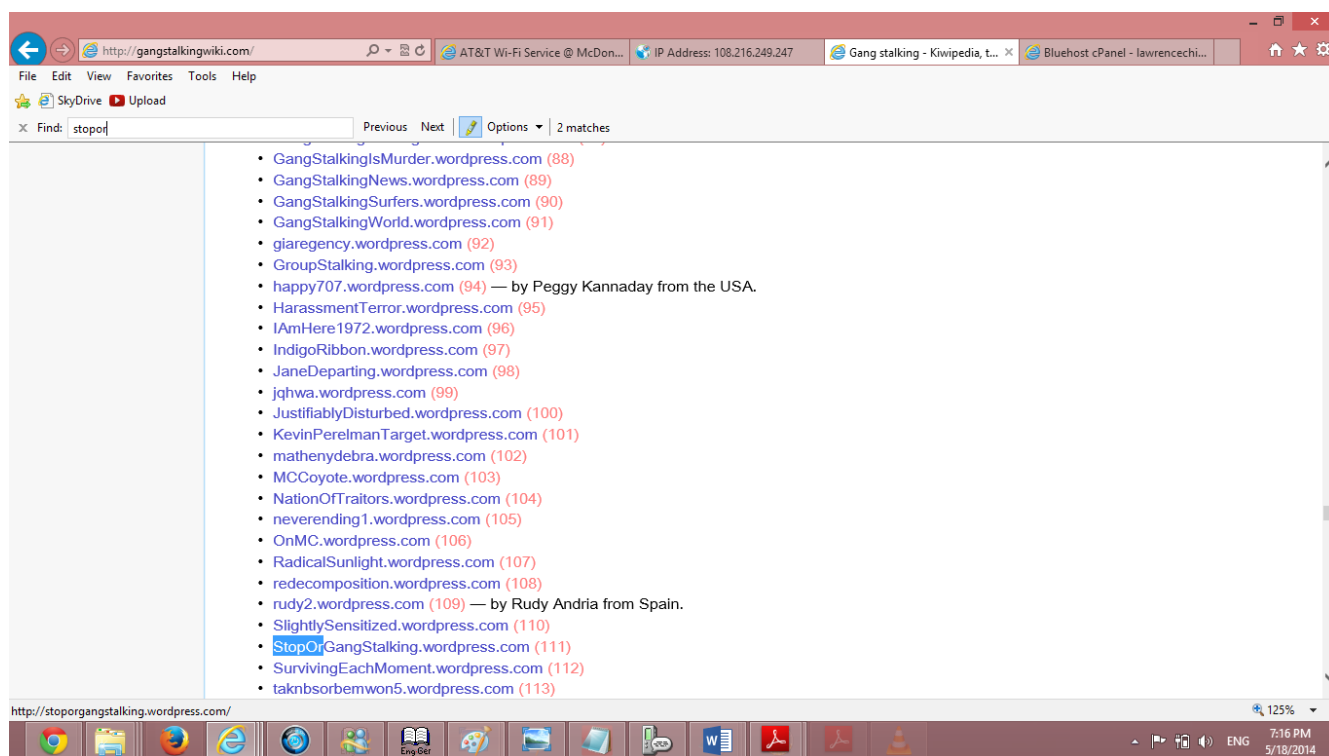 http://gangstalkingwiki.com/
AT&T Wi-Fi Service @ McDon...
IP Address: 108.216.249.247
Gang stalking - Kiwipedia, t...
Bluehost cPanel - lawrencechi...
File Edit View Favorites Tools Help
SkyDrive Upload
x Find: stopor Previous Next Options 2 matches
• GangStalkingIsMurder.wordpress.com (88)
• GangStalkingNews.wordpress.com (89)
• GangStalkingSurfers.wordpress.com (90)
• GangStalkingWorld.wordpress.com (91)
• giaregency.wordpress.com (92)
• GroupStalking.wordpress.com (93)
• happy707.wordpress.com (94) — by Peggy Kannaday from the USA.
• HarassmentTerror.wordpress.com (95)
• IAmHere1972.wordpress.com (96)
• IndigoRibbon.wordpress.com (97)
• JaneDeparting.wordpress.com (98)
• jqhwa.wordpress.com (99)
• JustifiablyDisturbed.wordpress.com (100)
• KevinPerelmanTarget.wordpress.com (101)
• mathenydebra.wordpress.com (102)
• MCCoyote.wordpress.com (103)
• NationOfTraitors.wordpress.com (104)
• neverending1.wordpress.com (105)
• OnMC.wordpress.com (106)
• RadicalSunlight.wordpress.com (107)
• redecomposition.wordpress.com (108)
• rudy2.wordpress.com (109) — by Rudy Andria from Spain.
• SlightlySensitized.wordpress.com (110)
• StopOrGangStalking.wordpress.com (111)
• SurvivingEachMoment.wordpress.com (112)
• taknbsorbemwon5.wordpress.com (113)
http://stoporgangstalking.wordpress.com/
125%
Eng Ger
ENG
7:16 PM
5/18/2014